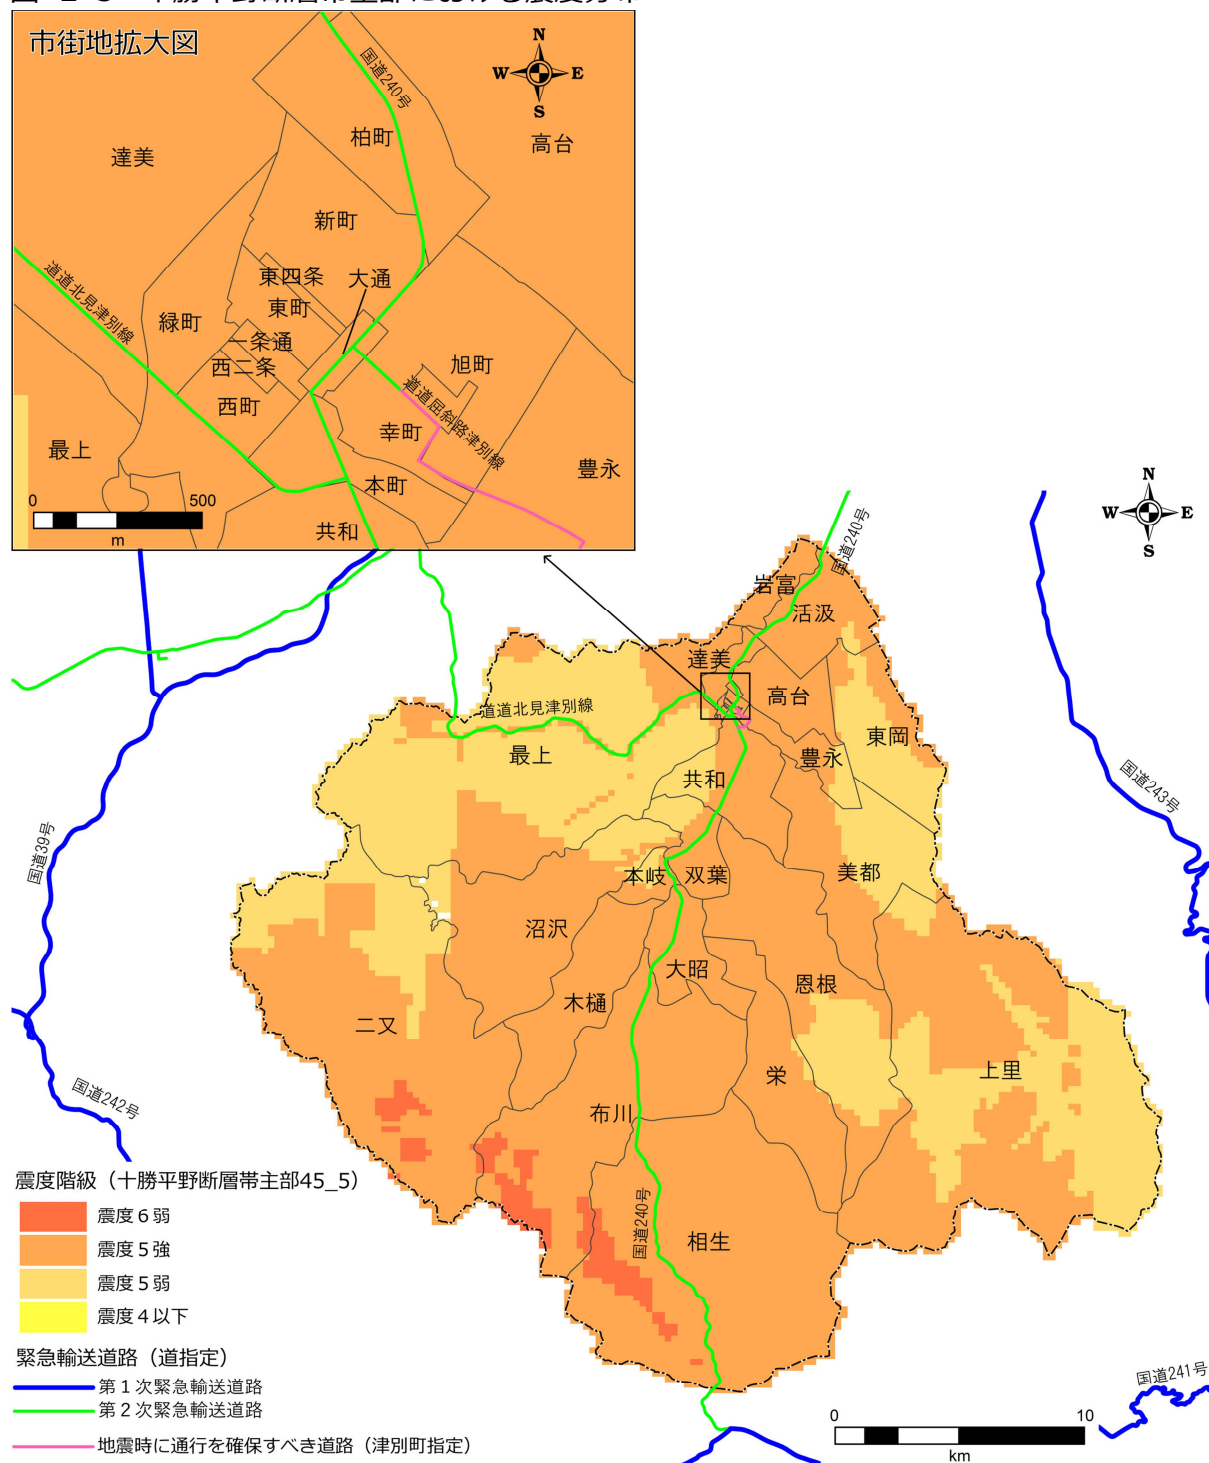 市街地拡大図
N
W E
S
国道240号
柏町
高台
達美
新町
東四条
大通
東町
道道北見津別線
緑町
一条通
西二条
旭町
西町
道道屈斜路津別線
幸町
最上
豊永
本町
共和
0 500
m
N
W E
S
国道240号
岩富
活汲
達美
高台
道道北見津別線
東岡
最上
豊永
共和
国道243号
国道39号
本岐
双葉
美都
沼沢
大昭
恩根
木樋
二又
上里
栄
国道242号
布川
国道240号
相生
震度階級（十勝平野断層帯主部45_5）
震度６弱
震度５強
震度５弱
震度４以下
緊急輸送道路（道指定）
第１次緊急輸送道路
第２次緊急輸送道路
地震時に通行を確保すべき道路（津別町指定）
国道241号
0 10
km